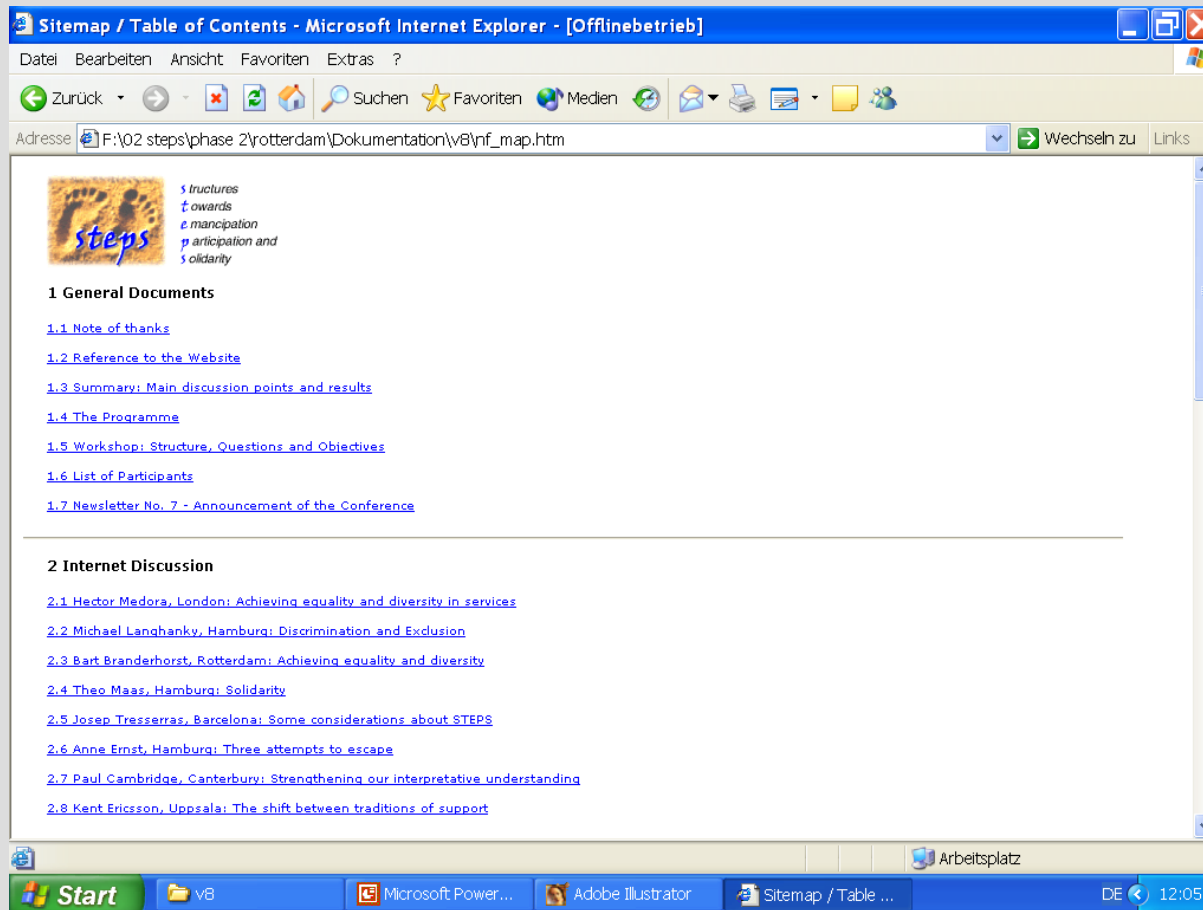 Sitemap / Table of Contents - Microsoft Internet Explorer - [Offlinebetrieb]
Datei Bearbeiten Ansicht Favoriten Extras ?
Zurück Suchen Favoriten Medien
Adresse F:\02 steps\phase 2\rotterdam\Dokumentation\v8\nf_map.htm Wechseln zu Links
steps
structures
towards
emancipation
participation and
solidarity
1 General Documents
1.1 Note of thanks
1.2 Reference to the Website
1.3 Summary: Main discussion points and results
1.4 The Programme
1.5 Workshop: Structure, Questions and Objectives
1.6 List of Participants
1.7 Newsletter No. 7 - Announcement of the Conference
2 Internet Discussion
2.1 Hector Medora, London: Achieving equality and diversity in services
2.2 Michael Langhanky, Hamburg: Discrimination and Exclusion
2.3 Bart Branderhorst, Rotterdam: Achieving equality and diversity
2.4 Theo Maas, Hamburg: Solidarity
2.5 Josep Tresserras, Barcelona: Some considerations about STEPS
2.6 Anne Ernst, Hamburg: Three attempts to escape
2.7 Paul Cambridge, Canterbury: Strengthening our interpretative understanding
2.8 Kent Ericsson, Uppsala: The shift between traditions of support
Arbeitsplatz
Start v8 Microsoft Power... Adobe Illustrator Sitemap / Table ... DE 12:05